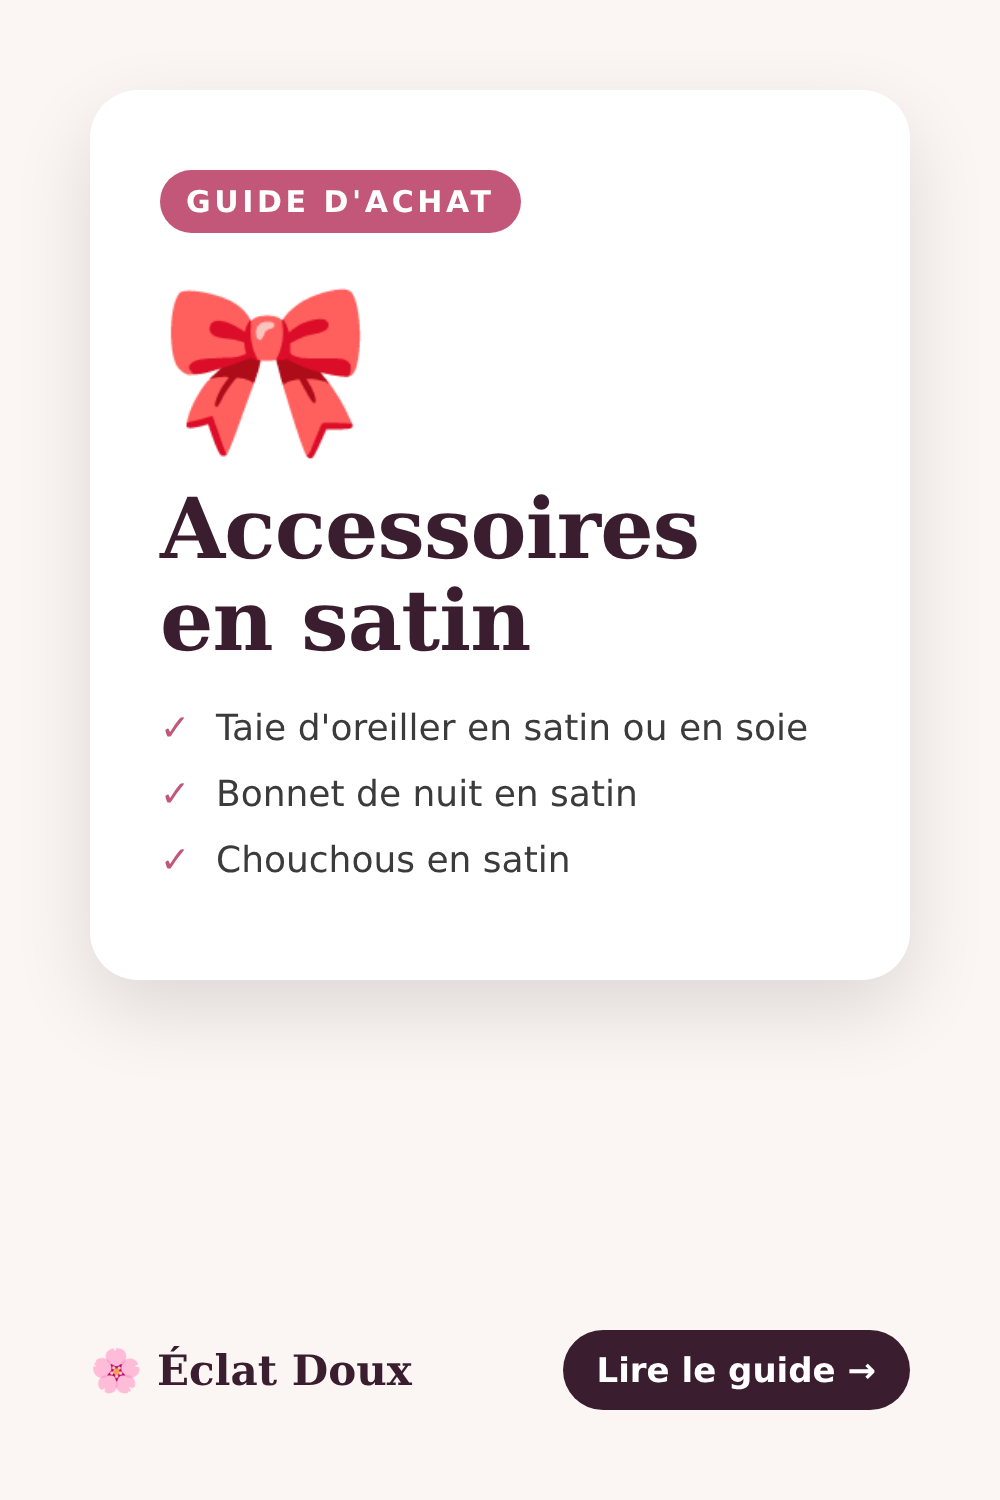 GUIDE D'ACHAT
Accessoires
en satin
✓ Taie d'oreiller en satin ou en soie
✓ Bonnet de nuit en satin
✓ Chouchous en satin
🌸 Éclat Doux
Lire le guide →